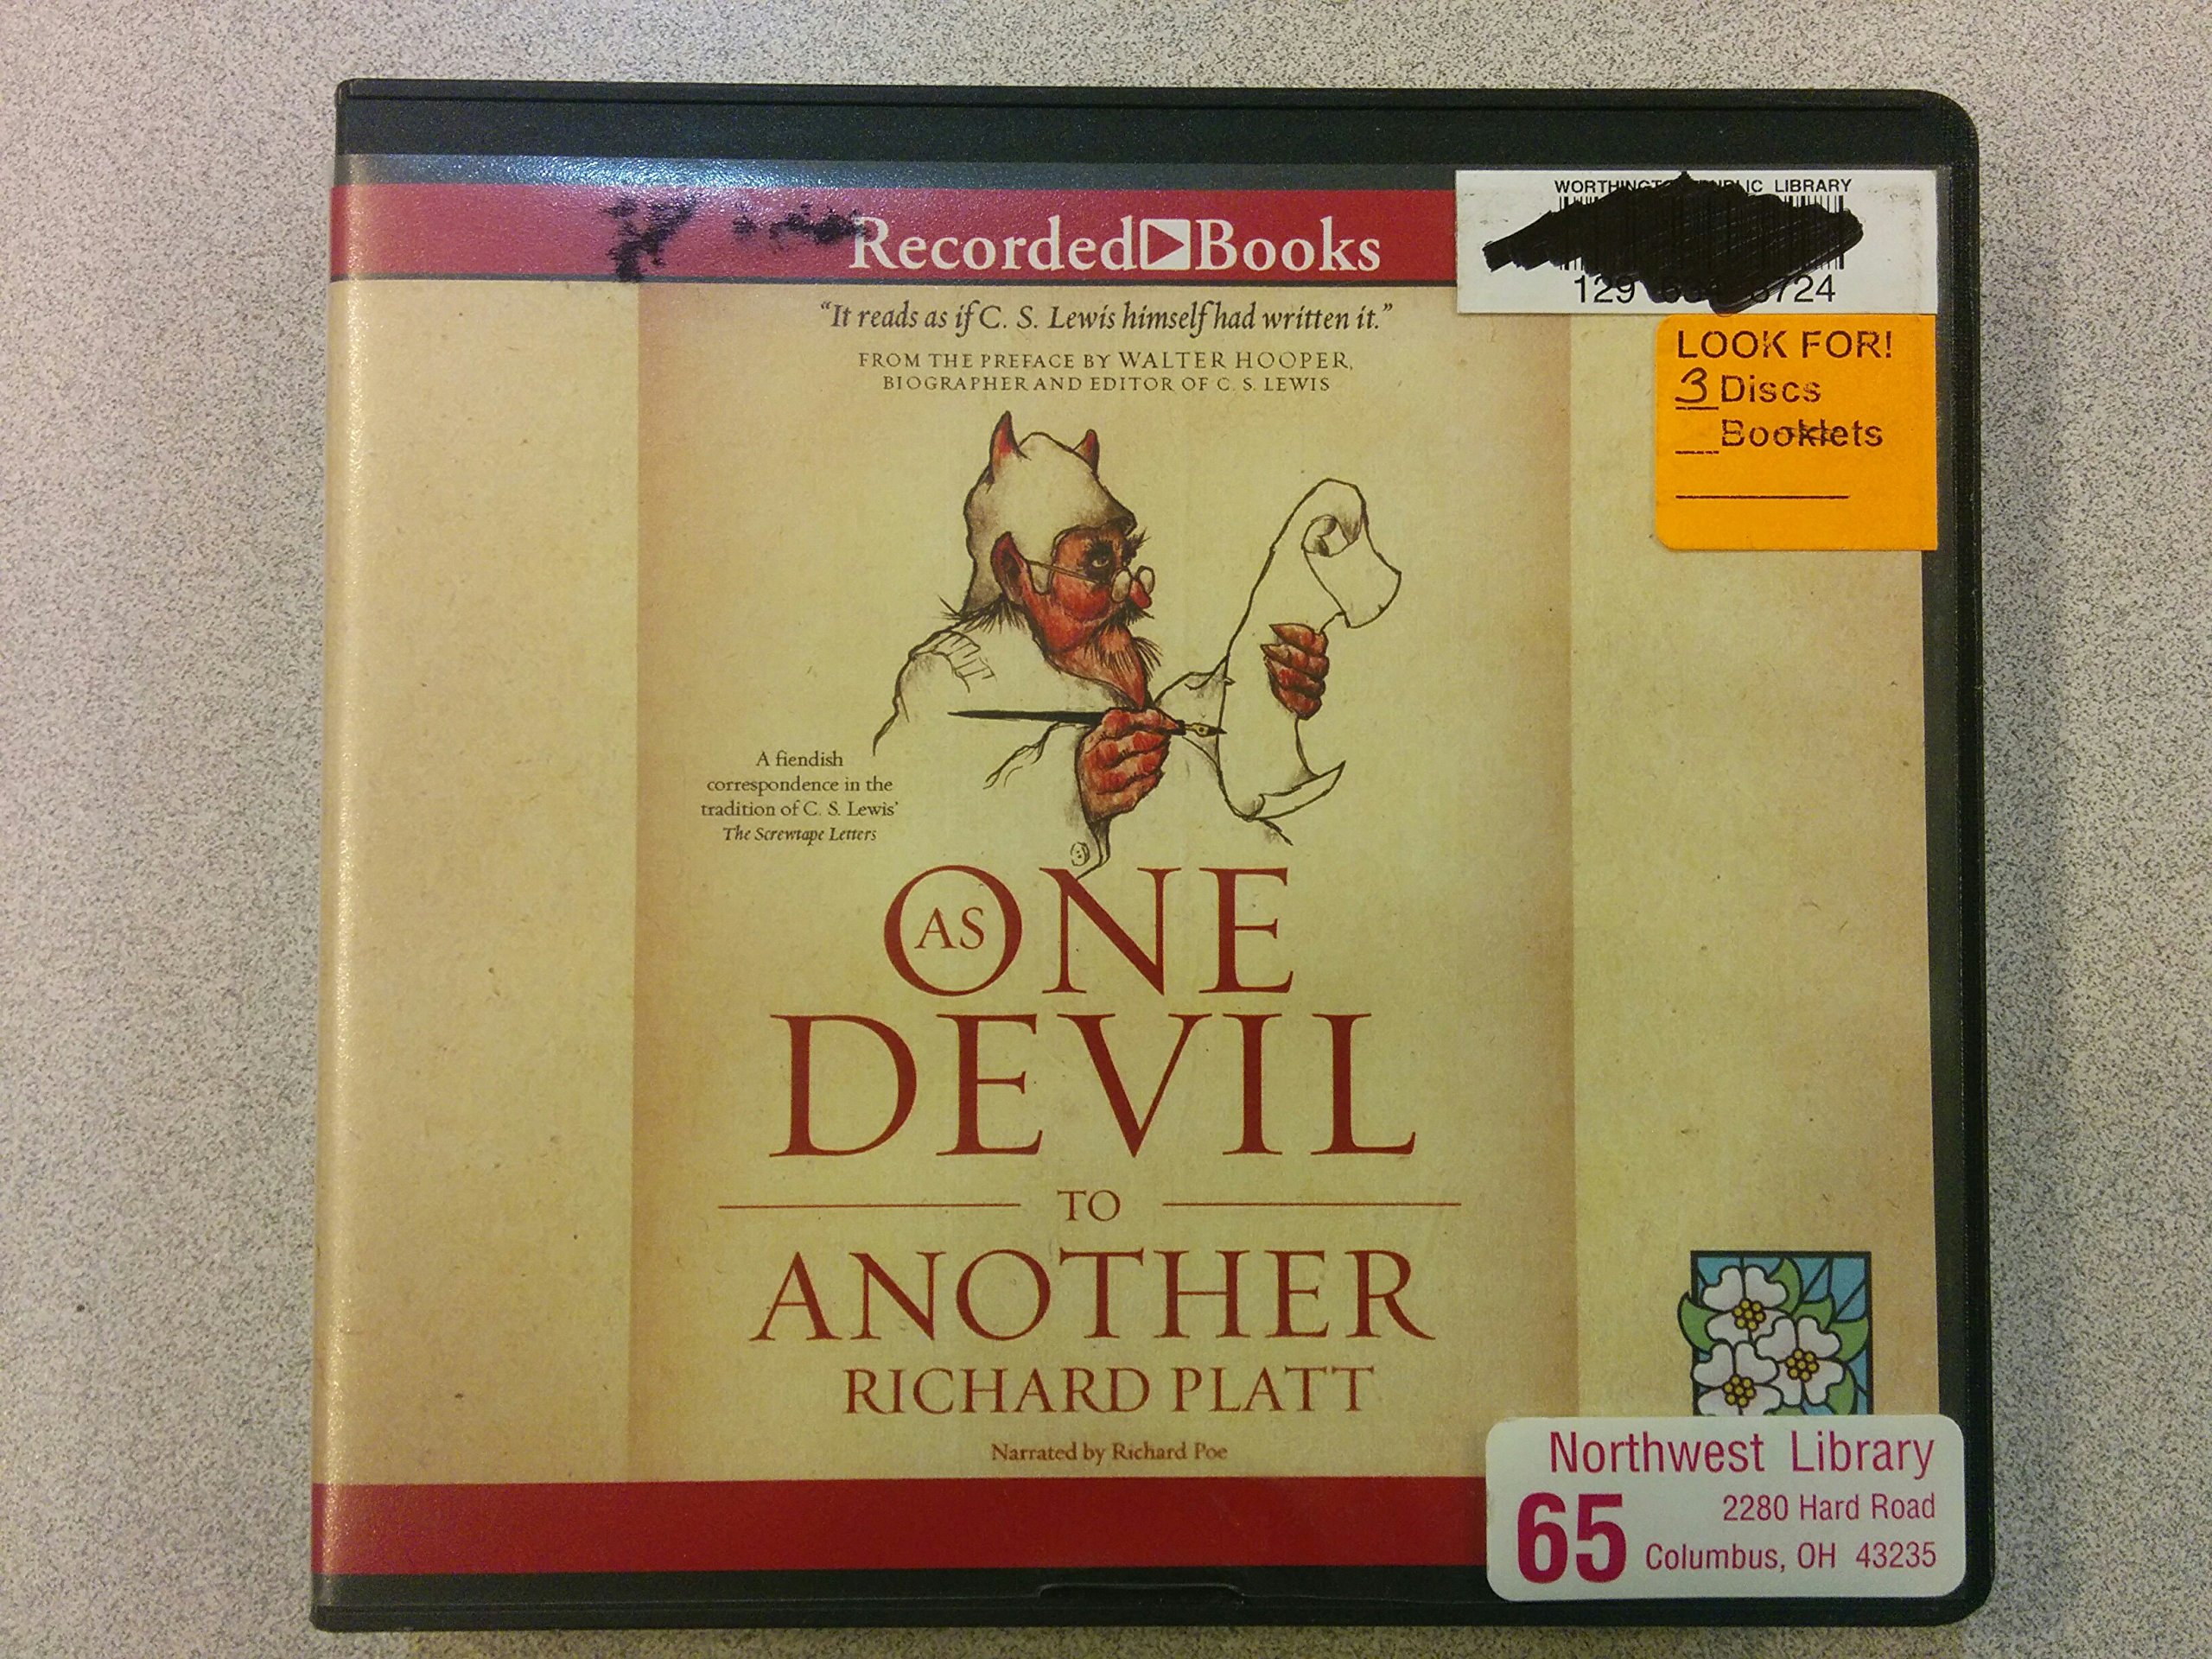 Recorded Books
"It reads as if C. S. Lewis himself had written it."
FROM THE PREFACE BY WALTER HOOPER,
BIOGRAPHER AND EDITOR OF C. S. LEWIS
WORTHINGTON PUBLIC LIBRARY
129 3724
LOOK FOR!
3 Discs
Booklets
A fiendish
correspondence in the
tradition of C. S. Lewis'
The Screwtape Letters
AS ONE
DEVIL
TO
ANOTHER
RICHARD PLATT
Narrated by Richard Poe
Northwest Library
65 2280 Hard Road
Columbus, OH 43235